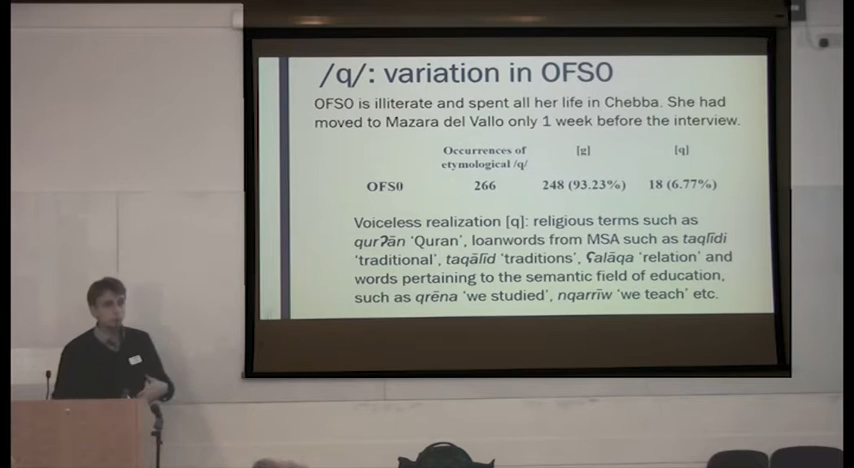 /q/: variation in OFS0
OFS0 is illiterate and spent all her life in Chebba. She had
moved to Mazara del Vallo only 1 week before the interview.
Occurrences of
etymological /q/
[g]
[q]
OFS0
266
248 (93.23%)
18 (6.77%)
Voiceless realization [q]: religious terms such as
qurʔān ‘Quran’, loanwords from MSA such as taqlīdi
‘traditional’, taqālīd ‘traditions’, ʕalāqa ‘relation’ and
words pertaining to the semantic field of education,
such as qrēna ‘we studied’, nqarrīw ‘we teach’ etc.